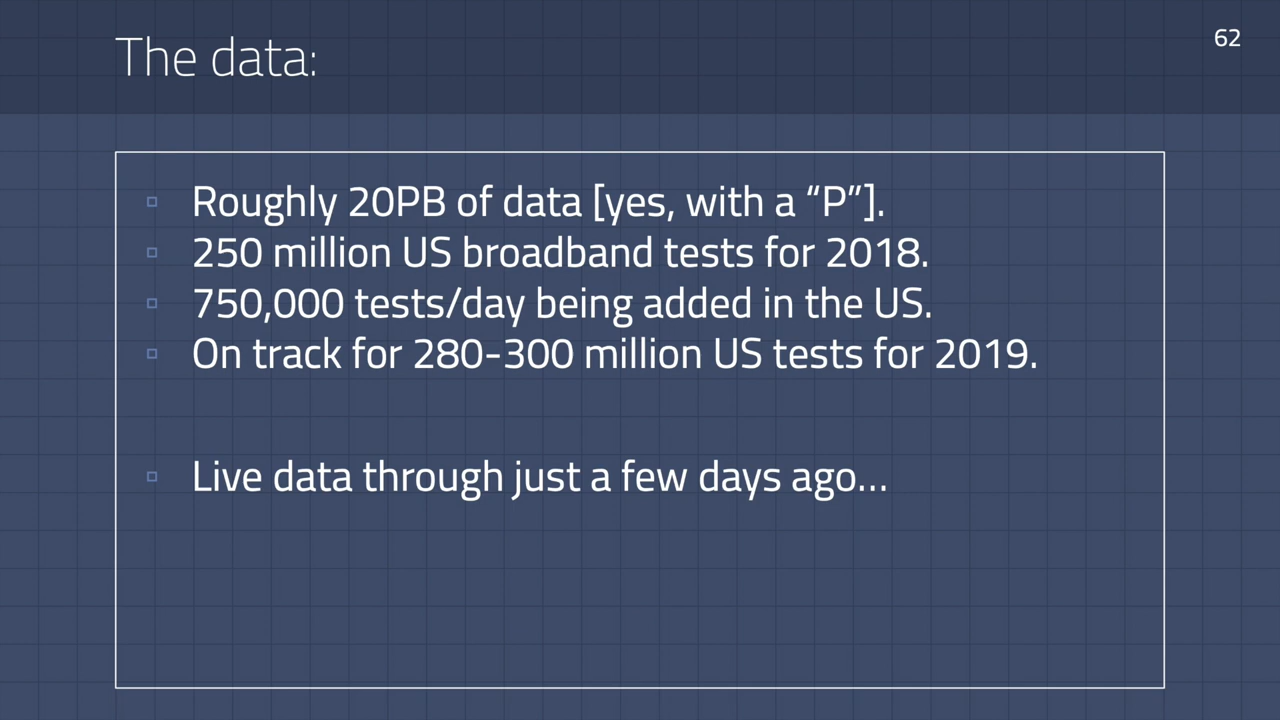 The data:
62
Roughly 20PB of data [yes, with a “P”].
250 million US broadband tests for 2018.
750,000 tests/day being added in the US.
On track for 280-300 million US tests for 2019.
Live data through just a few days ago…